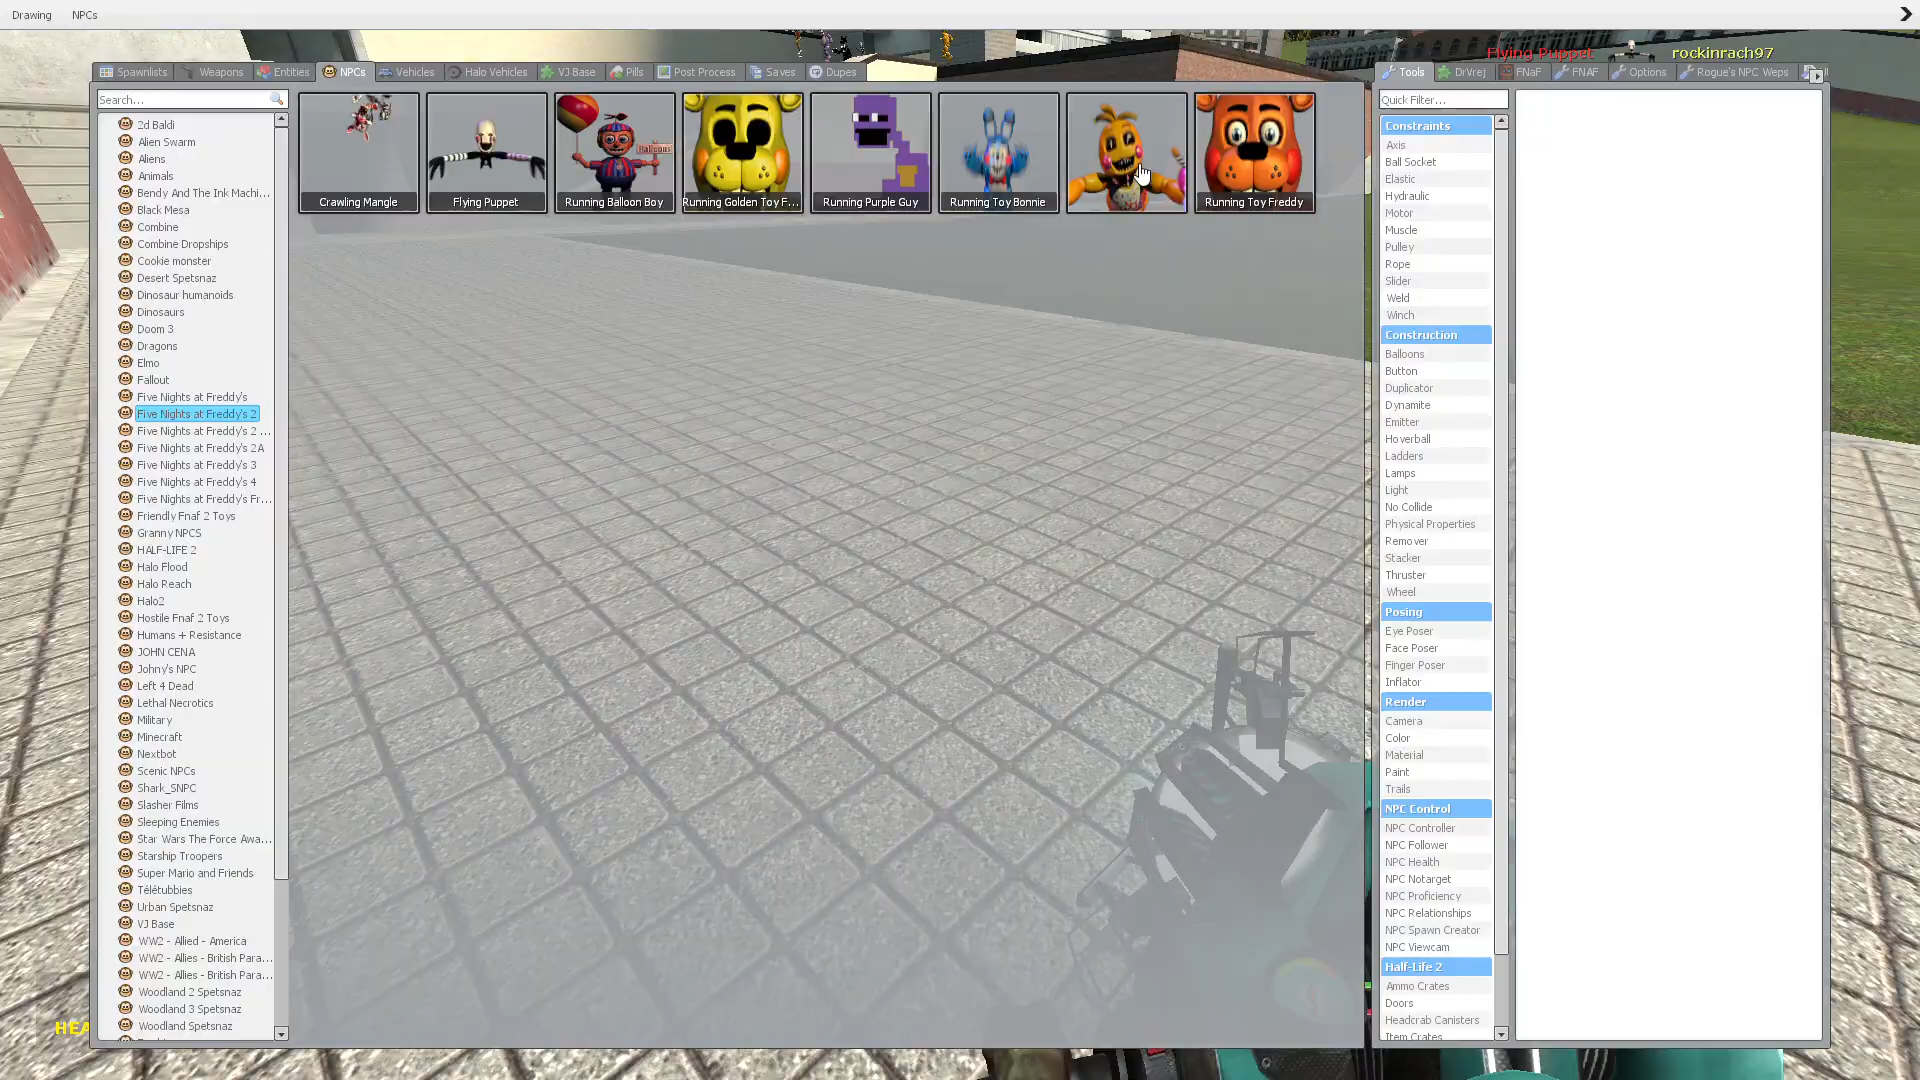 Drawing NPCs
Flying Puppet rockinrach97
Spawnlists Weapons Entities NPCs Vehicles Halo Vehicles VJ Base Pills Post Process Saves Dupes
Tools DrVrej FNaF FNAF Options Rogue's NPC Weps
Search...
2d Baldi
Alien Swarm
Aliens
Animals
Bendy And The Ink Machi...
Black Mesa
Combine
Combine Dropships
Cookie monster
Desert Spetsnaz
Dinosaur humanoids
Dinosaurs
Doom 3
Dragons
Elmo
Fallout
Five Nights at Freddy's
Five Nights at Freddy's 2
Five Nights at Freddy's 2 ...
Five Nights at Freddy's 2A
Five Nights at Freddy's 3
Five Nights at Freddy's 4
Five Nights at Freddy's Fr...
Friendly Fnaf 2 Toys
Granny NPCS
HALF-LIFE 2
Halo Flood
Halo Reach
Halo2
Hostile Fnaf 2 Toys
Humans + Resistance
JOHN CENA
Johny's NPC
Left 4 Dead
Lethal Necrotics
Military
Minecraft
Nextbot
Scenic NPCs
Shark_SNPC
Slasher Films
Sleeping Enemies
Star Wars The Force Awa...
Starship Troopers
Super Mario and Friends
Télétubbies
Urban Spetsnaz
VJ Base
WW2 - Allied - America
WW2 - Allies - British Para...
WW2 - Allies - British Para...
Woodland 2 Spetsnaz
Woodland 3 Spetsnaz
Woodland Spetsnaz
Balloons
Crawling Mangle
Flying Puppet
Running Balloon Boy
Running Golden Toy F...
Running Purple Guy
Running Toy Bonnie
Running Toy Freddy
Quick Filter...
Constraints
Axis
Ball Socket
Elastic
Hydraulic
Motor
Muscle
Pulley
Rope
Slider
Weld
Winch
Construction
Balloons
Button
Duplicator
Dynamite
Emitter
Hoverball
Ladders
Lamps
Light
No Collide
Physical Properties
Remover
Stacker
Thruster
Wheel
Posing
Eye Poser
Face Poser
Finger Poser
Inflator
Render
Camera
Color
Material
Paint
Trails
NPC Control
NPC Controller
NPC Follower
NPC Health
NPC Notarget
NPC Proficiency
NPC Relationships
NPC Spawn Creator
NPC Viewcam
Half-Life 2
Ammo Crates
Doors
Headcrab Canisters
Item Crates
HEA